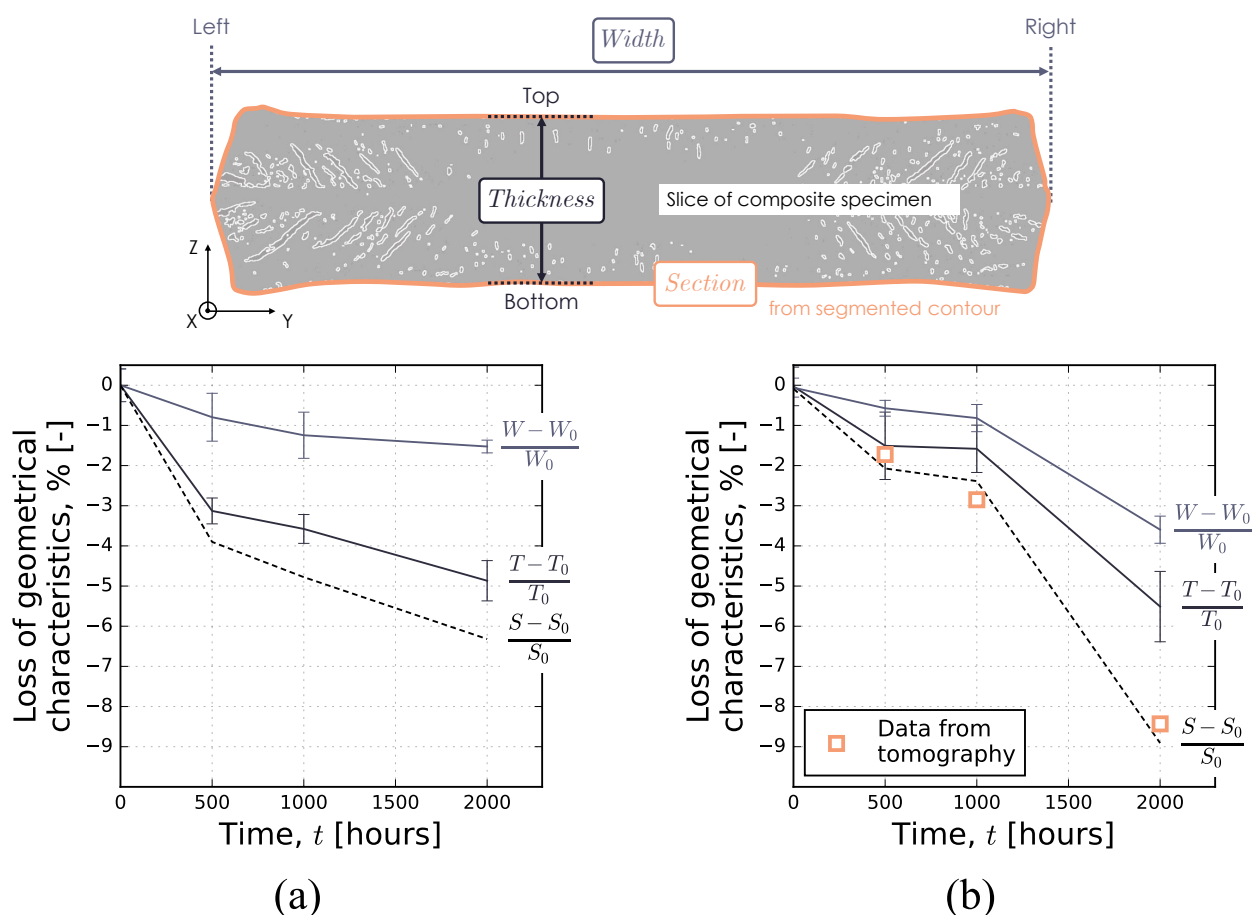 Left
Right
Width
Top
Thickness
Slice of composite specimen
Z
Section
Bottom
from segmented contour
X
Y
0
−1
−2
−3
−4
−5
−6
−7
−8
−9
Loss of geometrical
characteristics, % [-]
W − W₀
W₀
T − T₀
T₀
S − S₀
S₀
0 500 1000 1500 2000
Time, t [hours]
(a)
0
−1
−2
−3
−4
−5
−6
−7
−8
−9
Loss of geometrical
characteristics, % [-]
W − W₀
W₀
T − T₀
T₀
S − S₀
S₀
Data from
tomography
0 500 1000 1500 2000
Time, t [hours]
(b)